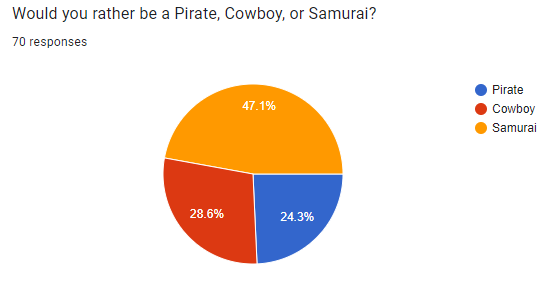 Would you rather be a Pirate, Cowboy, or Samurai?
70 responses
47.1%
28.6%
24.3%
Pirate
Cowboy
Samurai